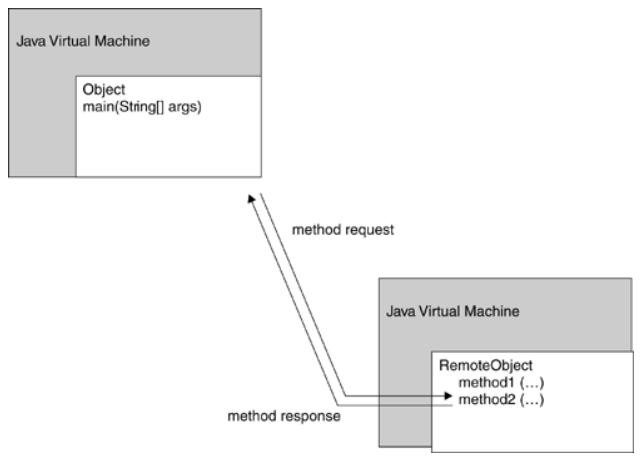 Java Virtual Machine
Object
main(String[] args)
method request
Java Virtual Machine
RemoteObject
method1 (...)
method2 (...)
method response